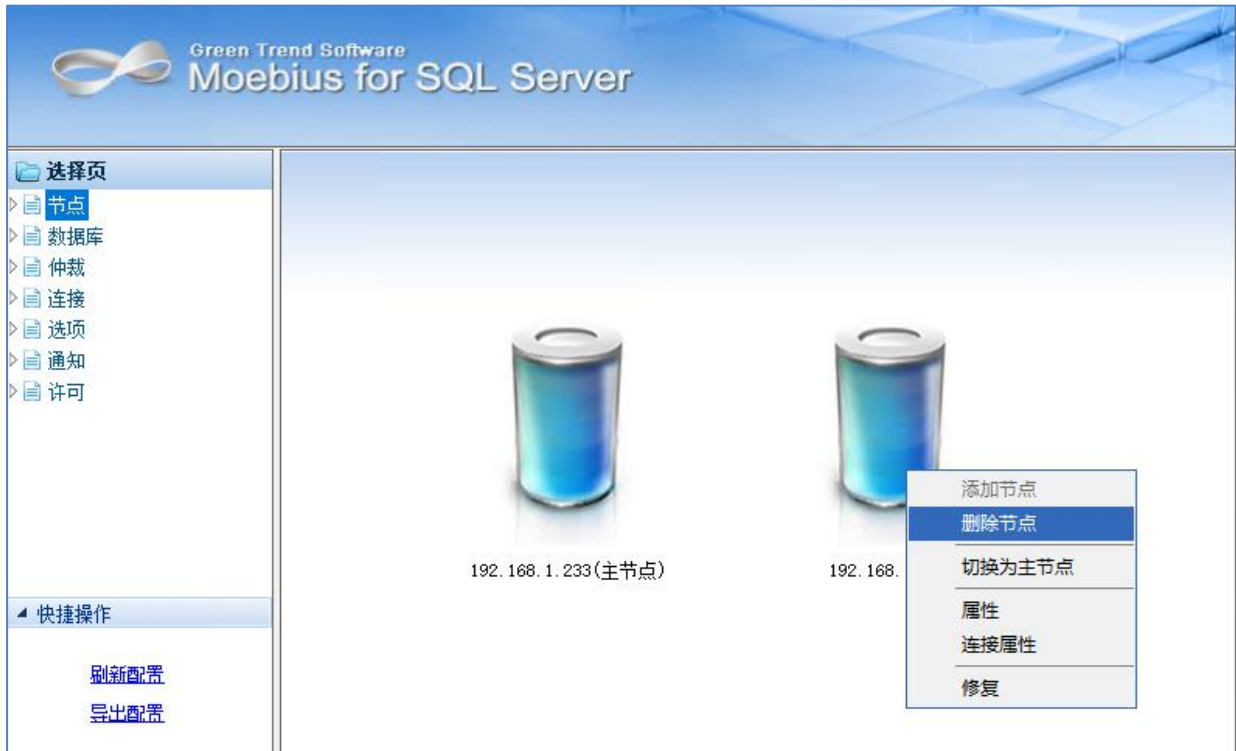 Green Trend Software
Moebius for SQL Server
选择页
节点
数据库
仲裁
连接
选项
通知
许可
快捷操作
刷新配置
导出配置
192.168.1.233(主节点)
192.168.
添加节点
删除节点
切换为主节点
属性
连接属性
修复